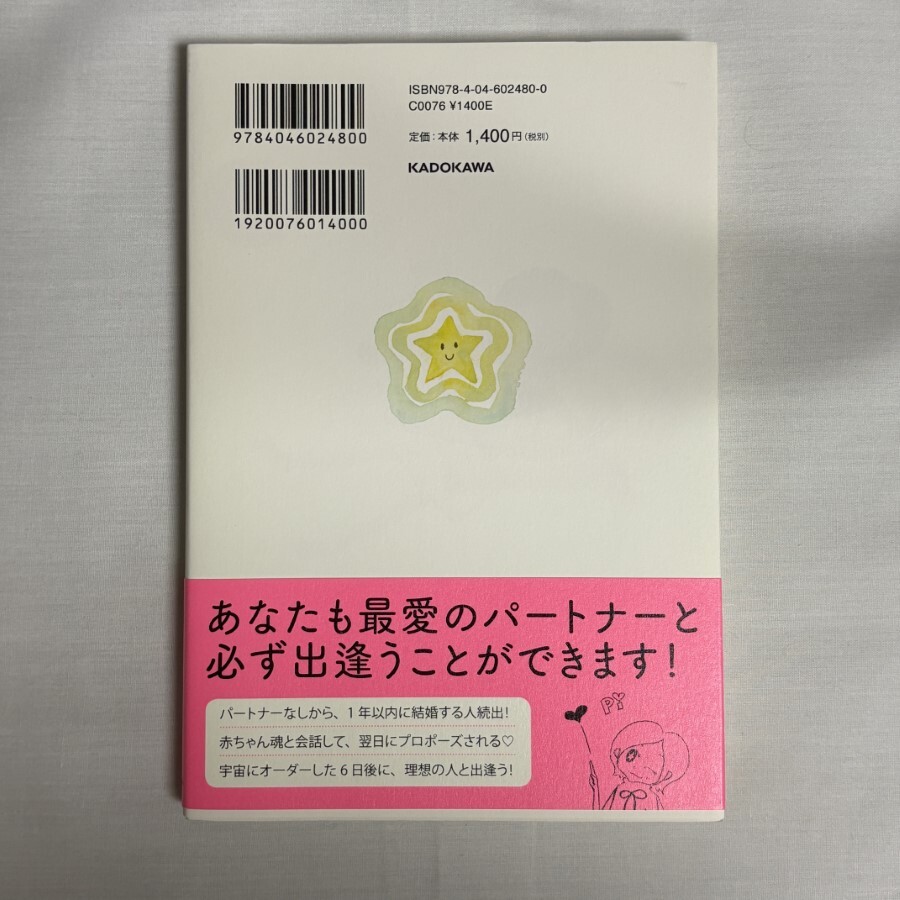 ISBN978-4-04-602480-0
C0076 ¥1400E
9784046024800
定価：本体 1,400円（税別）
KADOKAWA
1920076014000
あなたも最愛のパートナーと
必ず出逢うことができます！
パートナーなしから、1年以内に結婚する人続出！
赤ちゃん魂と会話して、翌日にプロポーズされる♡
宇宙にオーダーした6日後に、理想の人と出逢う！